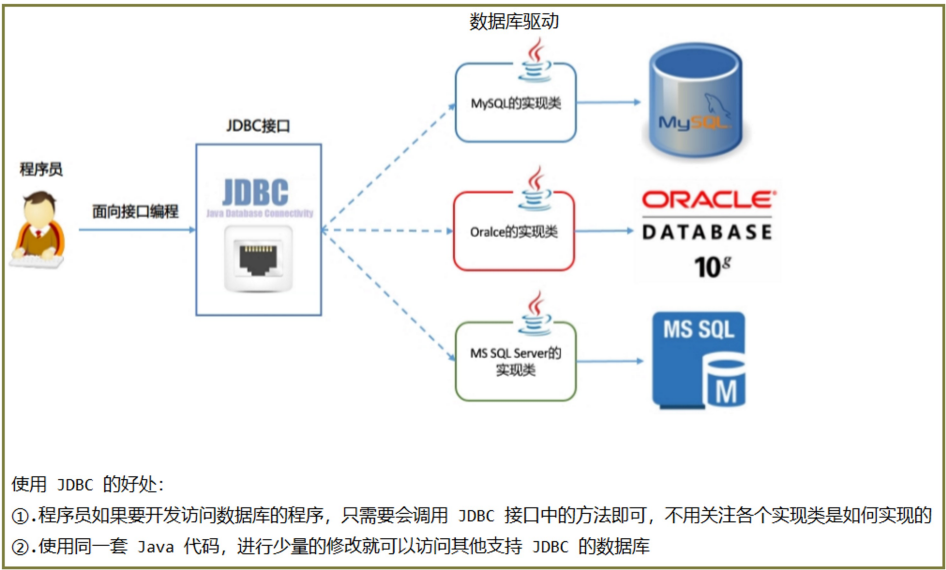 数据库驱动
JDBC接口
程序员
面向接口编程
JDBC
Java Database Connectivity
MySQL的实现类
MySQL
Oralce的实现类
ORACLE®
DATABASE
10g
MS SQL Server的
实现类
MS SQL
M
使用 JDBC 的好处：
①.程序员如果要开发访问数据库的程序，只需要会调用 JDBC 接口中的方法即可，不用关注各个实现类是如何实现的
②.使用同一套 Java 代码，进行少量的修改就可以访问其他支持 JDBC 的数据库